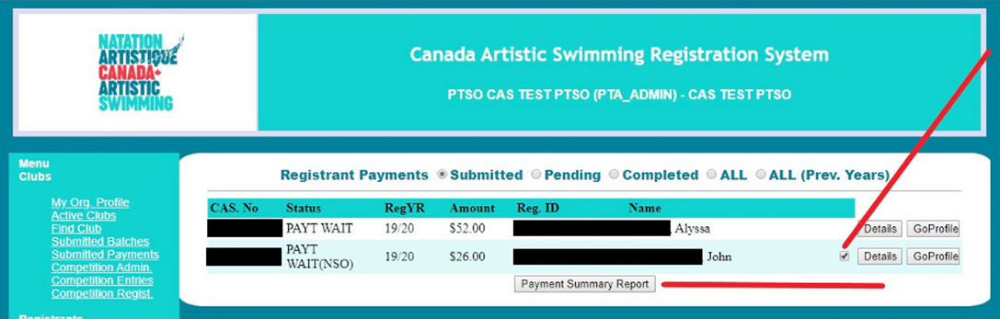 NATATION
ARTISTIQUE
CANADA
ARTISTIC
SWIMMING
Canada Artistic Swimming Registration System
PTSO CAS TEST PTSO (PTA_ADMIN) - CAS TEST PTSO
Menu
Clubs
My Org. Profile
Active Clubs
Find Club
Submitted Batches
Submitted Payments
Competition Admin.
Competition Entries
Competition Regist.
Registrants
Registrant Payments Submitted Pending Completed ALL ALL (Prev. Years)
CAS. No Status RegYR Amount Reg. ID Name
PAYT WAIT 19/20 $52.00 , Alyssa Details GoProfile
PAYT
WAIT(NSO) 19/20 $26.00 John Details GoProfile
Payment Summary Report